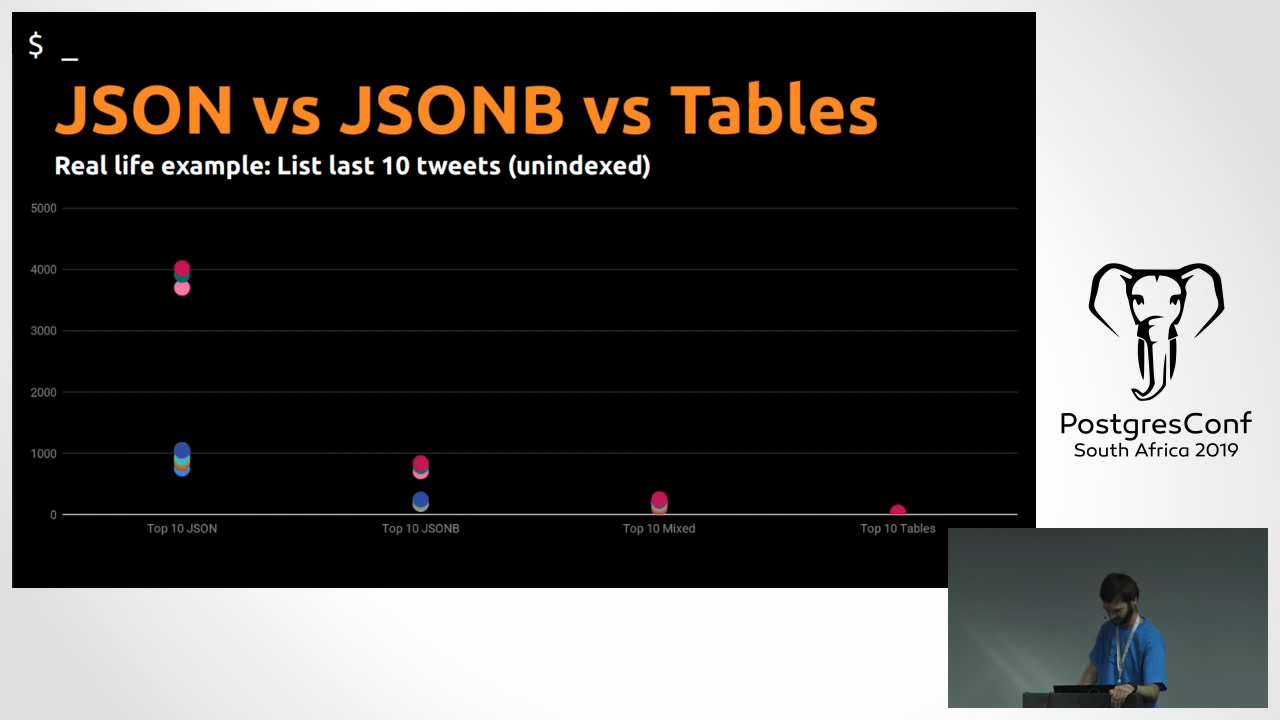 $ _
JSON vs JSONB vs Tables
Real life example: List last 10 tweets (unindexed)
5000
4000
3000
2000
1000
0
Top 10 JSON
Top 10 JSONB
Top 10 Mixed
Top 10 Tables
PostgresConf
South Africa 2019